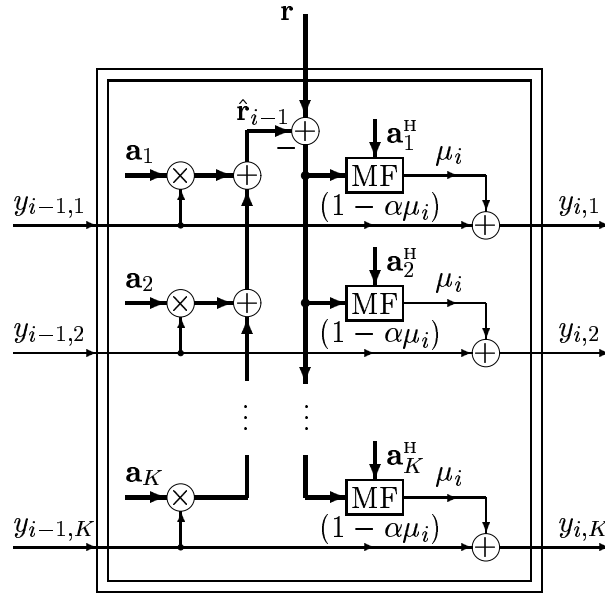 r
r̂_{i−1}
−
a_1 a_1^H μ_i
MF
y_{i−1,1} (1 − αμ_i) y_{i,1}
a_2 a_2^H μ_i
MF
y_{i−1,2} (1 − αμ_i) y_{i,2}
⋮ ⋮
a_K a_K^H μ_i
MF
y_{i−1,K} (1 − αμ_i) y_{i,K}